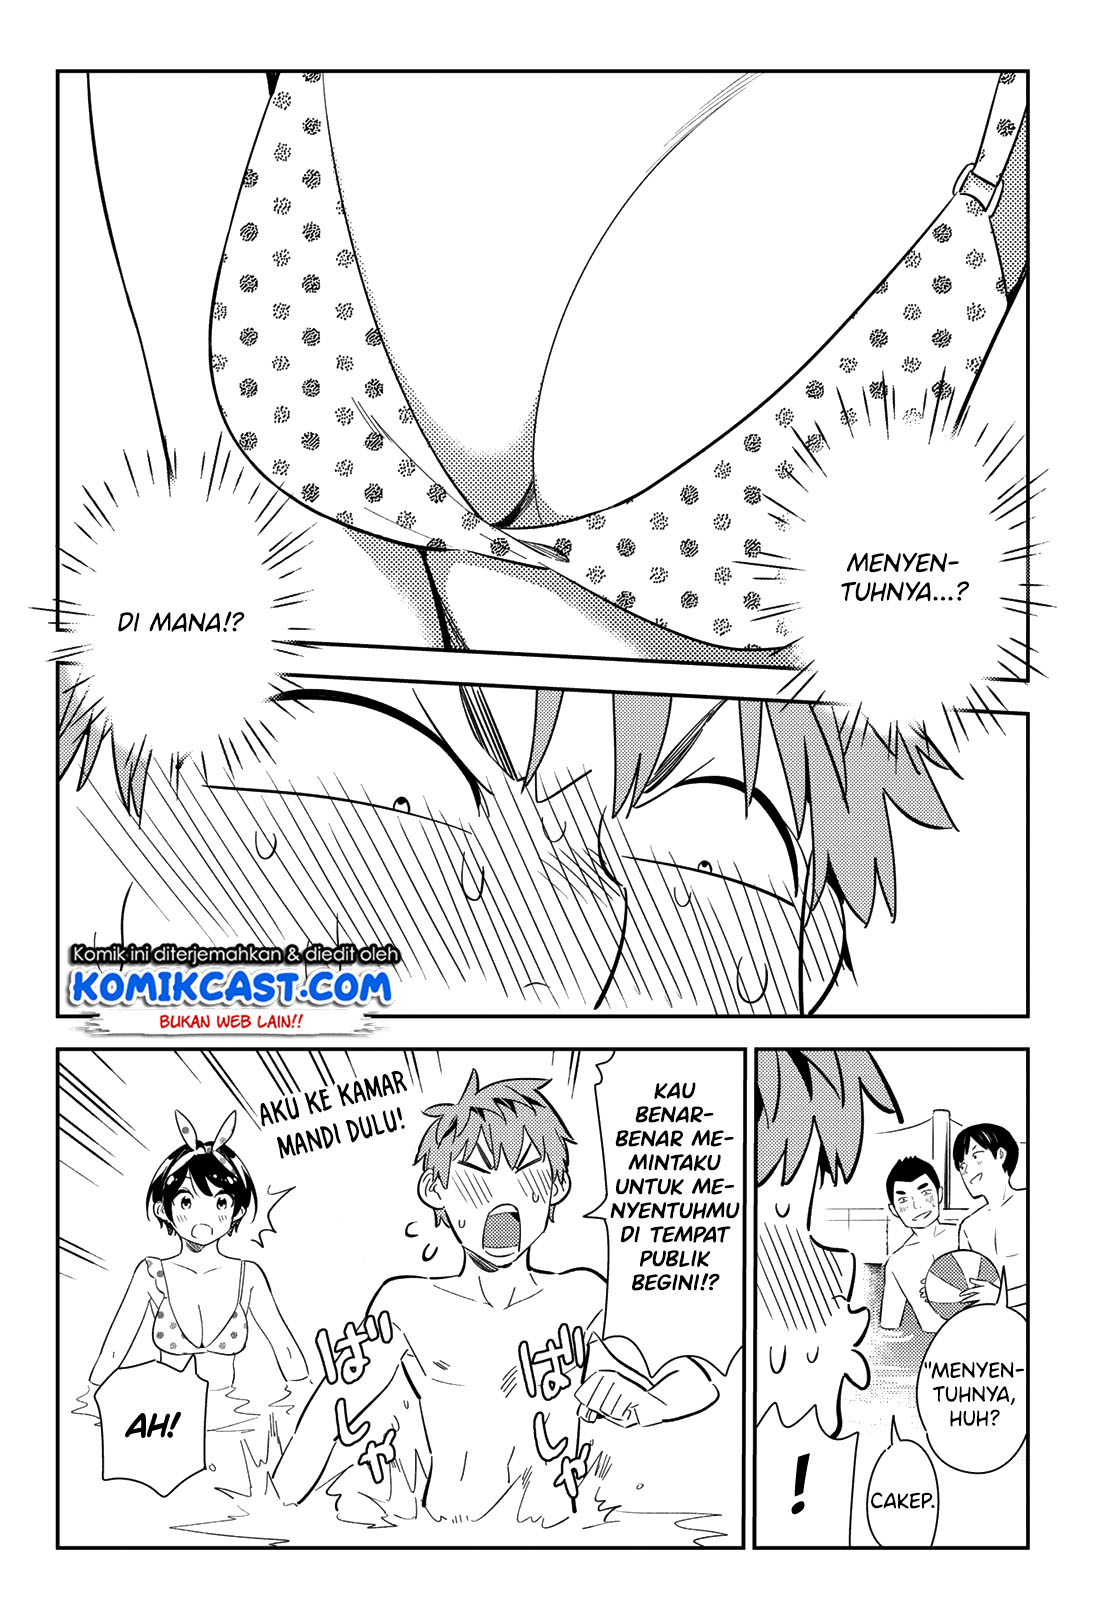 MENYEN-
TUHNYA...?
DI MANA!?
Komik ini diterjemahkan & diedit oleh
KOMIKCAST.COM
BUKAN WEB LAIN!!
"MENYEN-
TUHNYA,
HUH?
CAKEP.
!
KAU
BENAR-
BENAR ME-
MINTAKU
UNTUK ME-
NYENTUHMU
DI TEMPAT
PUBLIK
BEGINI!?
AKU KE KAMAR
MANDI DULU!
ばしゃ
ばしゃ
AH!